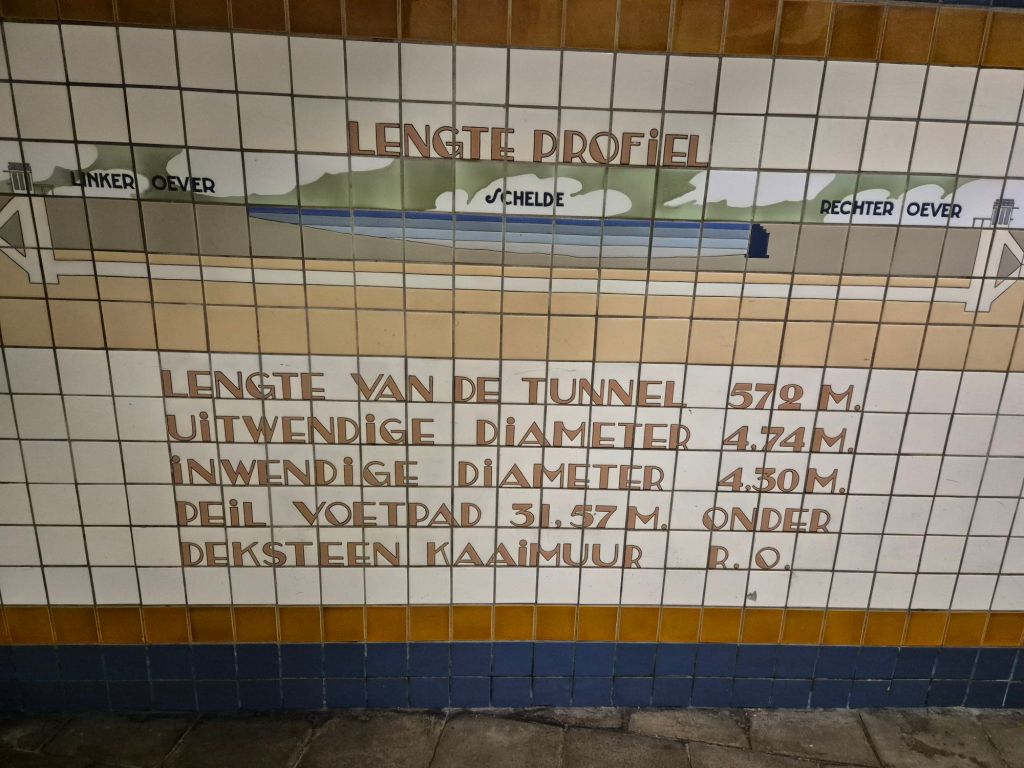 LENGTE PROFiEL
LINKER OEVER SCHELDE RECHTER OEVER
LENGTE VAN DE TUNNEL 572 M.
UiTWENDiGE DiAMETER 4.74 M.
iNWENDiGE DiAMETER 4.30 M.
PEiL VOETPAD 31,57 M. ONDER
DEKSTEEN KAAiMUUR R.O.